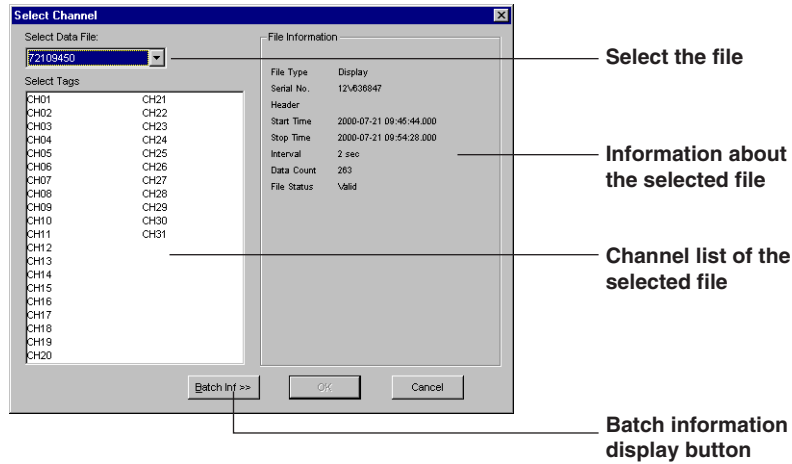 Select Channel
Select Data File:
72109450
Select Tags
CH01 CH21
CH02 CH22
CH03 CH23
CH04 CH24
CH05 CH25
CH06 CH26
CH07 CH27
CH08 CH28
CH09 CH29
CH10 CH30
CH11 CH31
CH12
CH13
CH14
CH15
CH16
CH17
CH18
CH19
CH20
File Information
File Type Display
Serial No. 12V636847
Header
Start Time 2000-07-21 09:45:44.000
Stop Time 2000-07-21 09:54:28.000
Interval 2 sec
Data Count 263
File Status Valid
Batch Inf >>
OK
Cancel
Select the file
Information about
the selected file
Channel list of the
selected file
Batch information
display button